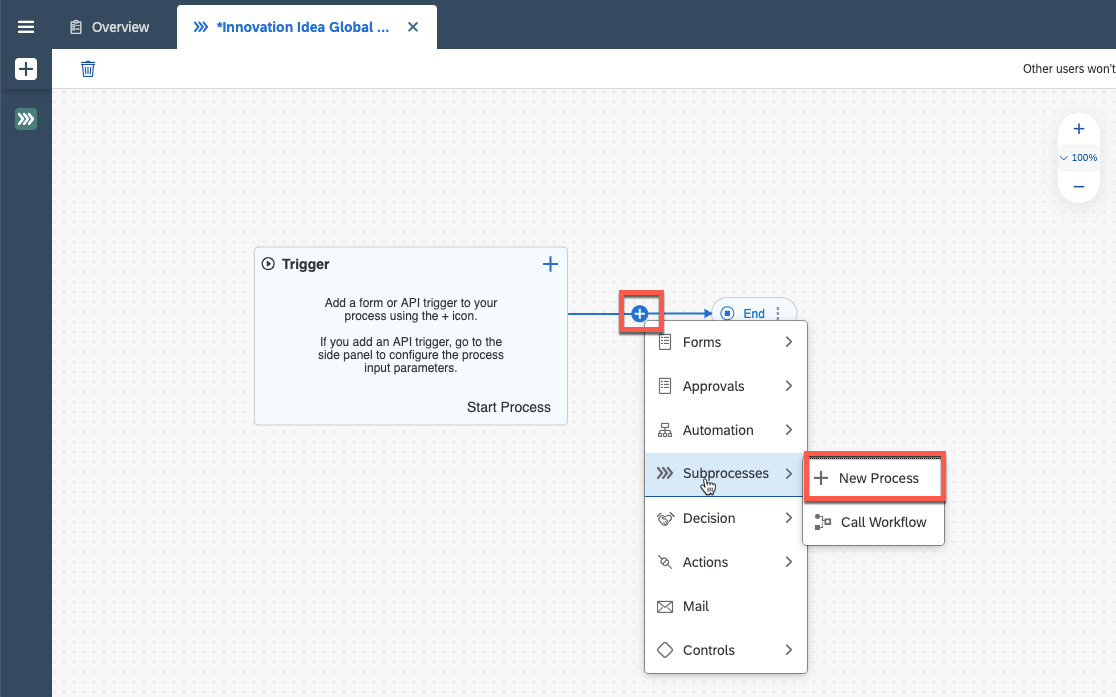 Overview
*Innovation Idea Global ...
Other users won't
100%
Trigger
Add a form or API trigger to your
process using the + icon.
If you add an API trigger, go to the
side panel to configure the process
input parameters.
Start Process
End
Forms
Approvals
Automation
Subprocesses
New Process
Call Workflow
Decision
Actions
Mail
Controls